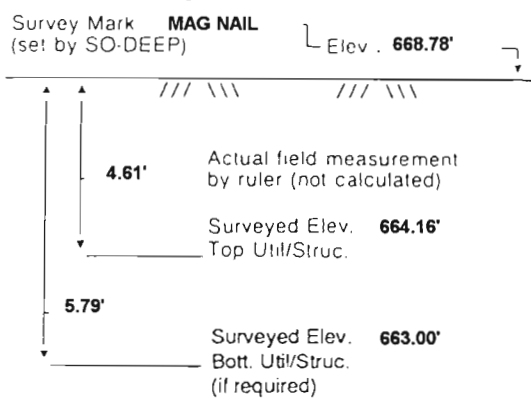 Survey Mark MAG NAIL
(set by SO-DEEP)
Elev. 668.78'
4.61'
Actual field measurement
by ruler (not calculated)
Surveyed Elev. 664.16'
Top Util/Struc.
5.79'
Surveyed Elev. 663.00'
Bott. Util/Struc.
(if required)